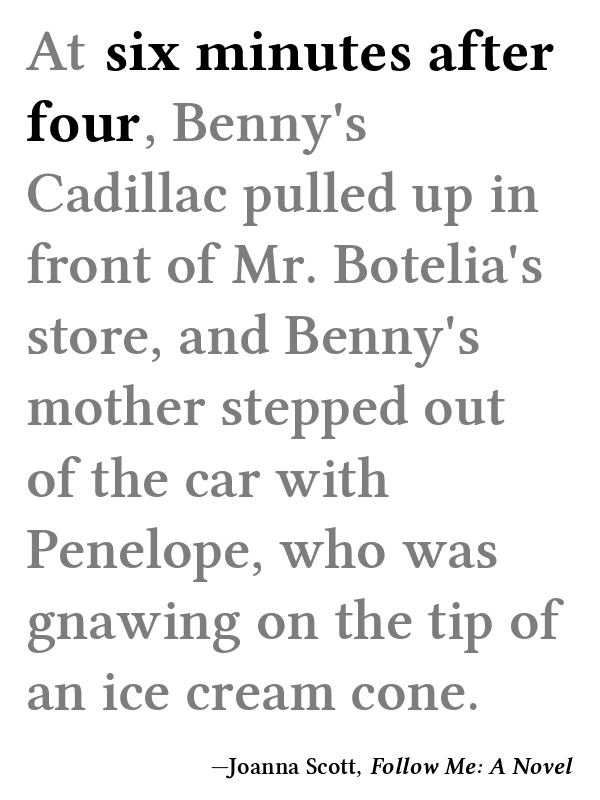 At six minutes after
four, Benny's
Cadillac pulled up in
front of Mr. Botelia's
store, and Benny's
mother stepped out
of the car with
Penelope, who was
gnawing on the tip of
an ice cream cone.
—Joanna Scott, Follow Me: A Novel